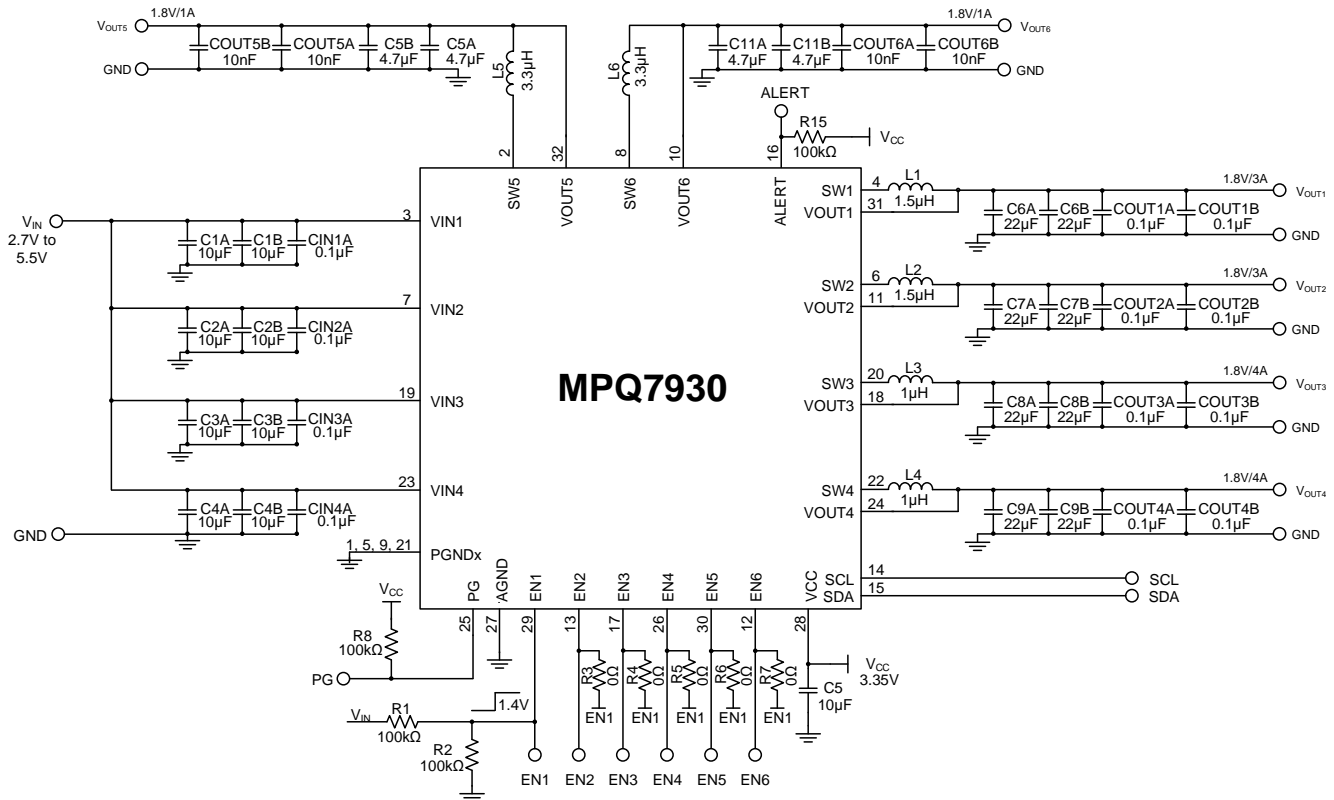 V_OUT5
1.8V/1A
COUT5B
10nF
COUT5A
10nF
C5B
4.7µF
C5A
4.7µF
GND
L5
3.3µH
L6
3.3µH
1.8V/1A
V_OUT6
C11A
4.7µF
C11B
4.7µF
COUT6A
10nF
COUT6B
10nF
GND
ALERT
R15
100kΩ
V_CC
2
32
8
10
16
SW5
VOUT5
SW6
VOUT6
ALERT
V_IN
2.7V to
5.5V
3
VIN1
C1A
10µF
C1B
10µF
CIN1A
0.1µF
7
VIN2
C2A
10µF
C2B
10µF
CIN2A
0.1µF
19
VIN3
C3A
10µF
C3B
10µF
CIN3A
0.1µF
23
VIN4
C4A
10µF
C4B
10µF
CIN4A
0.1µF
GND
1, 5, 9, 21
PGNDx
MPQ7930
SW1
4
L1
1.5µH
VOUT1
31
1.8V/3A
V_OUT1
C6A
22µF
C6B
22µF
COUT1A
0.1µF
COUT1B
0.1µF
GND
SW2
6
L2
1.5µH
VOUT2
11
1.8V/3A
V_OUT2
C7A
22µF
C7B
22µF
COUT2A
0.1µF
COUT2B
0.1µF
GND
SW3
20
L3
1µH
VOUT3
18
1.8V/4A
V_OUT3
C8A
22µF
C8B
22µF
COUT3A
0.1µF
COUT3B
0.1µF
GND
SW4
22
L4
1µH
VOUT4
24
1.8V/4A
V_OUT4
C9A
22µF
C9B
22µF
COUT4A
0.1µF
COUT4B
0.1µF
GND
SCL
14
SCL
SDA
15
SDA
PG
AGND
EN1
EN2
EN3
EN4
EN5
EN6
VCC
25
27
29
13
17
26
30
12
28
V_CC
R8
100kΩ
PG
1.4V
V_IN
R1
100kΩ
R2
100kΩ
R3
0Ω
EN1
R4
0Ω
EN1
R5
0Ω
EN1
R6
0Ω
EN1
R7
0Ω
EN1
V_CC
3.35V
C5
10µF
EN1
EN2
EN3
EN4
EN5
EN6